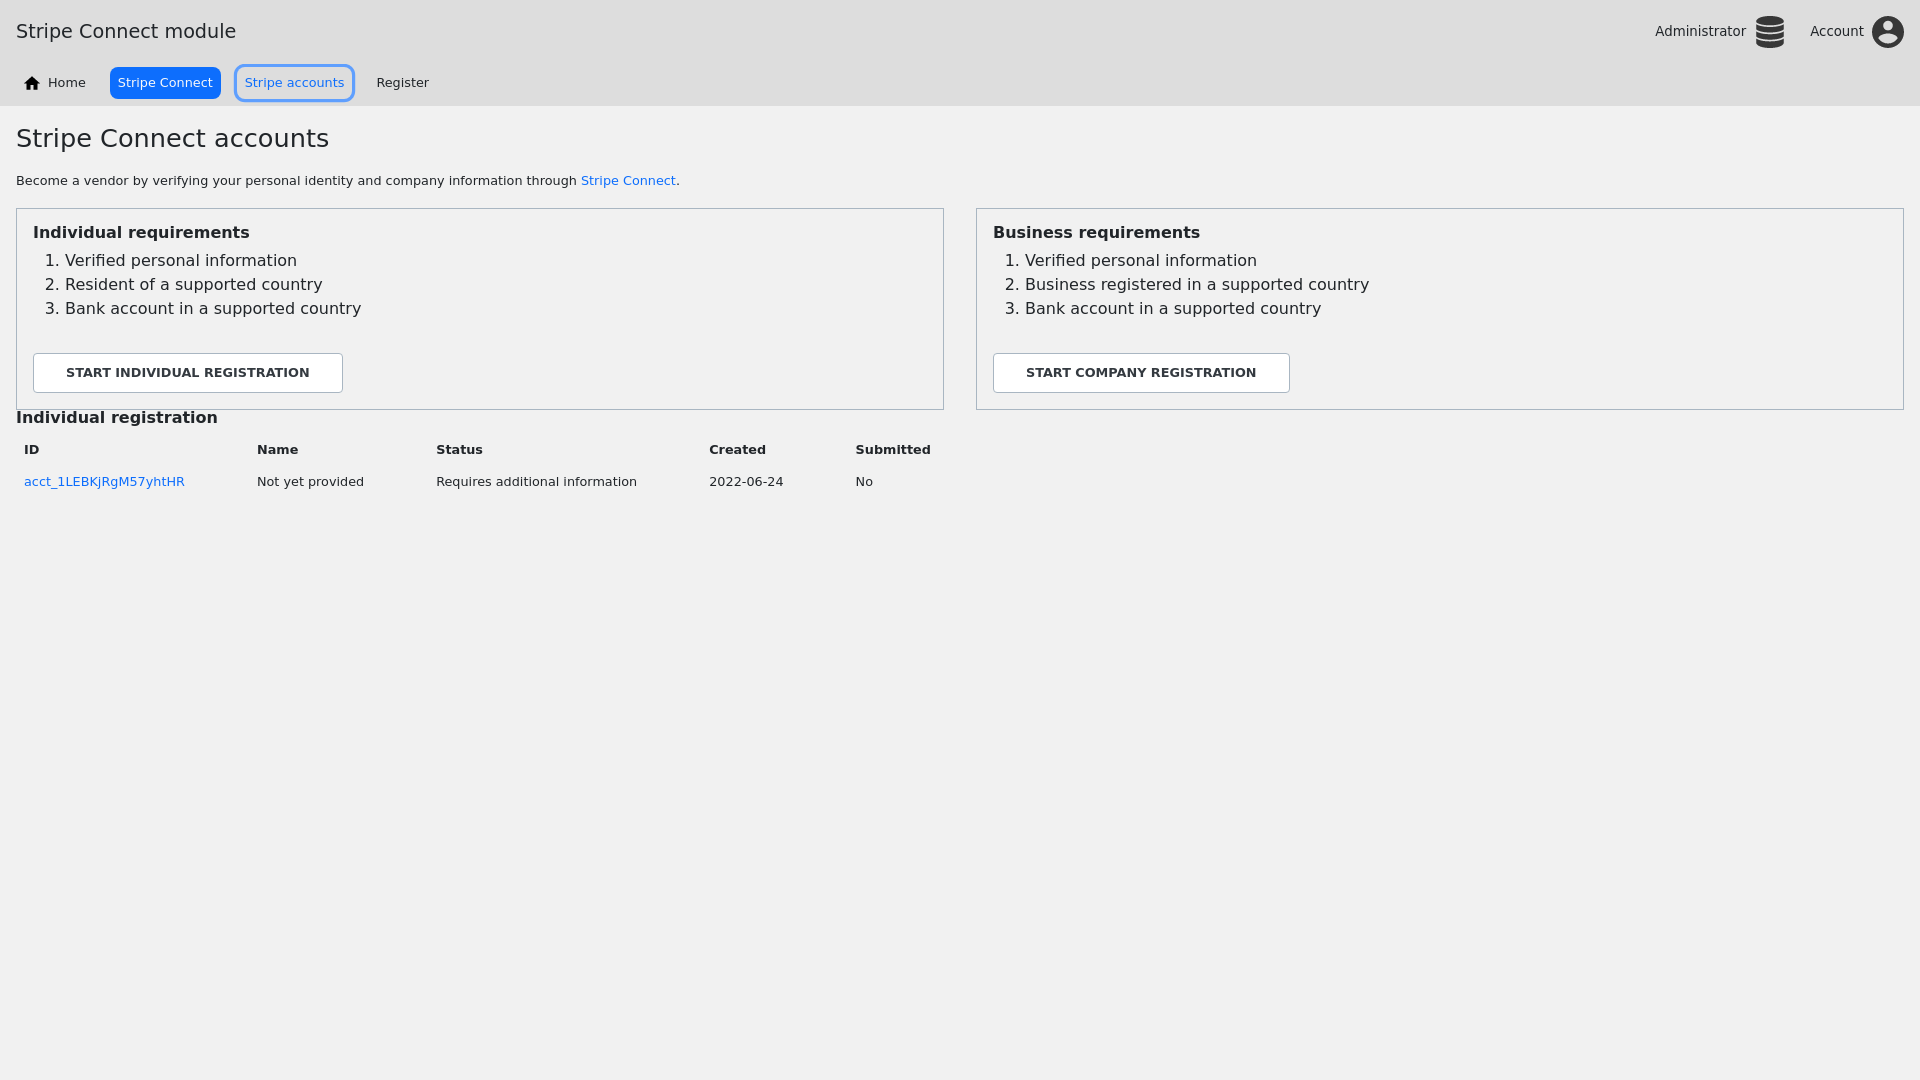 Stripe Connect module
Administrator
Account
Home
Stripe Connect
Stripe accounts
Register
Stripe Connect accounts
Become a vendor by verifying your personal identity and company information through Stripe Connect.
Individual requirements
1. Verified personal information
2. Resident of a supported country
3. Bank account in a supported country
START INDIVIDUAL REGISTRATION
Business requirements
1. Verified personal information
2. Business registered in a supported country
3. Bank account in a supported country
START COMPANY REGISTRATION
Individual registration
ID Name Status Created Submitted
acct_1LEBKjRgM57yhtHR Not yet provided Requires additional information 2022-06-24 No